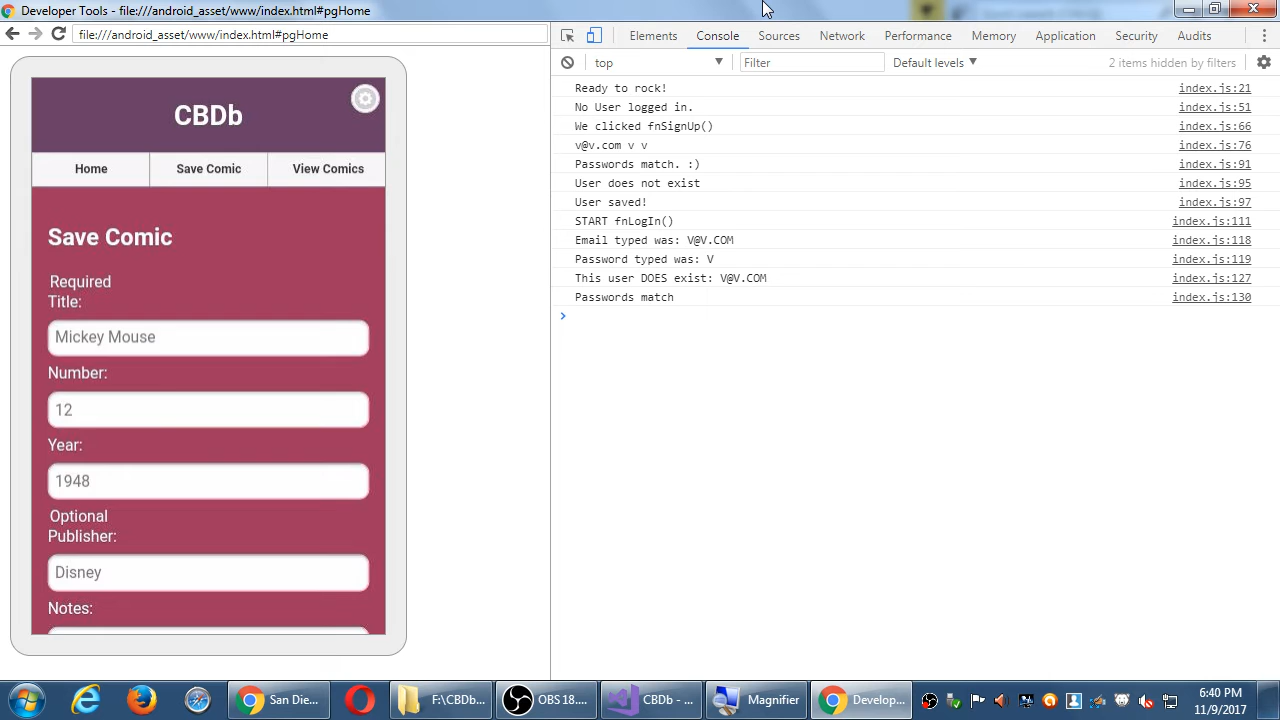 Developer Tools - file:///android_asset/www/index.html#pgHome
file:///android_asset/www/index.html#pgHome
Elements Console Sources Network Performance Memory Application Security Audits
top Filter Default levels 2 items hidden by filters
CBDb
Home Save Comic View Comics
Save Comic
Required
Title:
Mickey Mouse
Number:
12
Year:
1948
Optional
Publisher:
Disney
Notes:
Ready to rock! index.js:21
No User logged in. index.js:51
We clicked fnSignUp() index.js:66
v@v.com v v index.js:76
Passwords match. :) index.js:91
User does not exist index.js:95
User saved! index.js:97
START fnLogIn() index.js:111
Email typed was: V@V.COM index.js:118
Password typed was: V index.js:119
This user DOES exist: V@V.COM index.js:127
Passwords match index.js:130
San Die... F:\CBDb... OBS 18.... CBDb - ... Magnifier Develop...
6:40 PM
11/9/2017